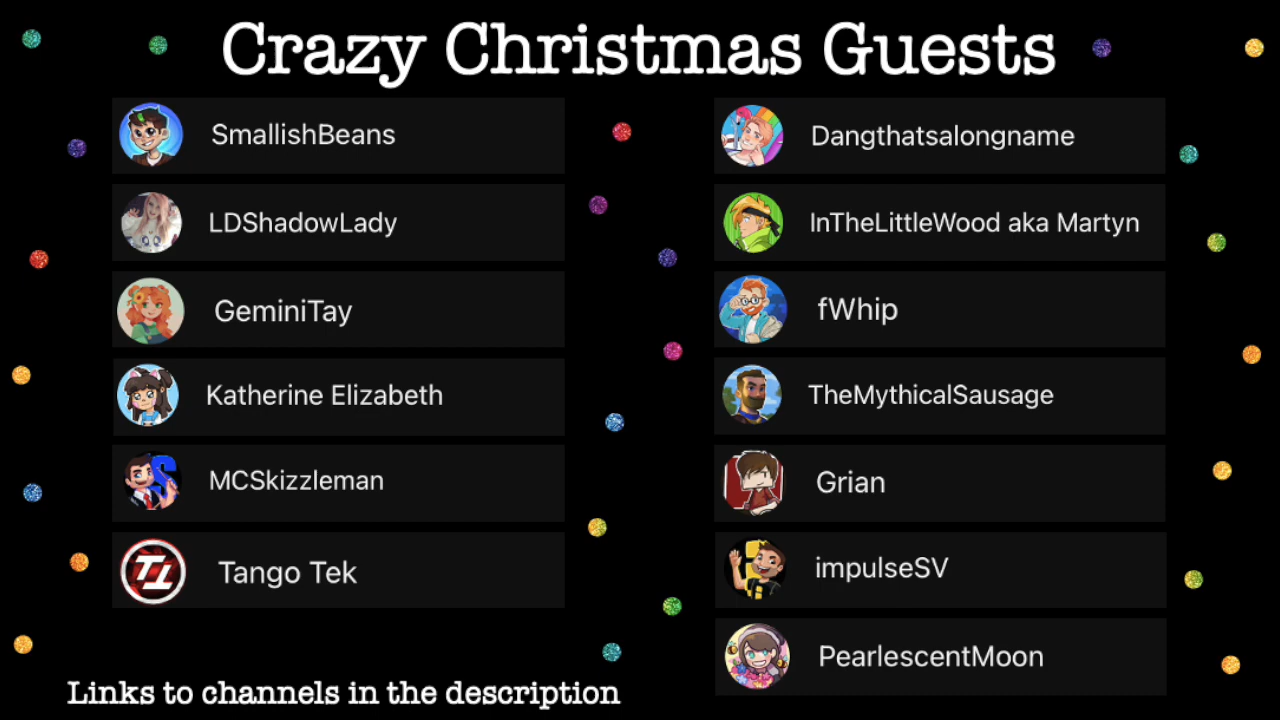 Crazy Christmas Guests
SmallishBeans
LDShadowLady
GeminiTay
Katherine Elizabeth
MCSkizzleman
Tango Tek
Dangthatsalongname
InTheLittleWood aka Martyn
fWhip
TheMythicalSausage
Grian
impulseSV
PearlescentMoon
Links to channels in the description